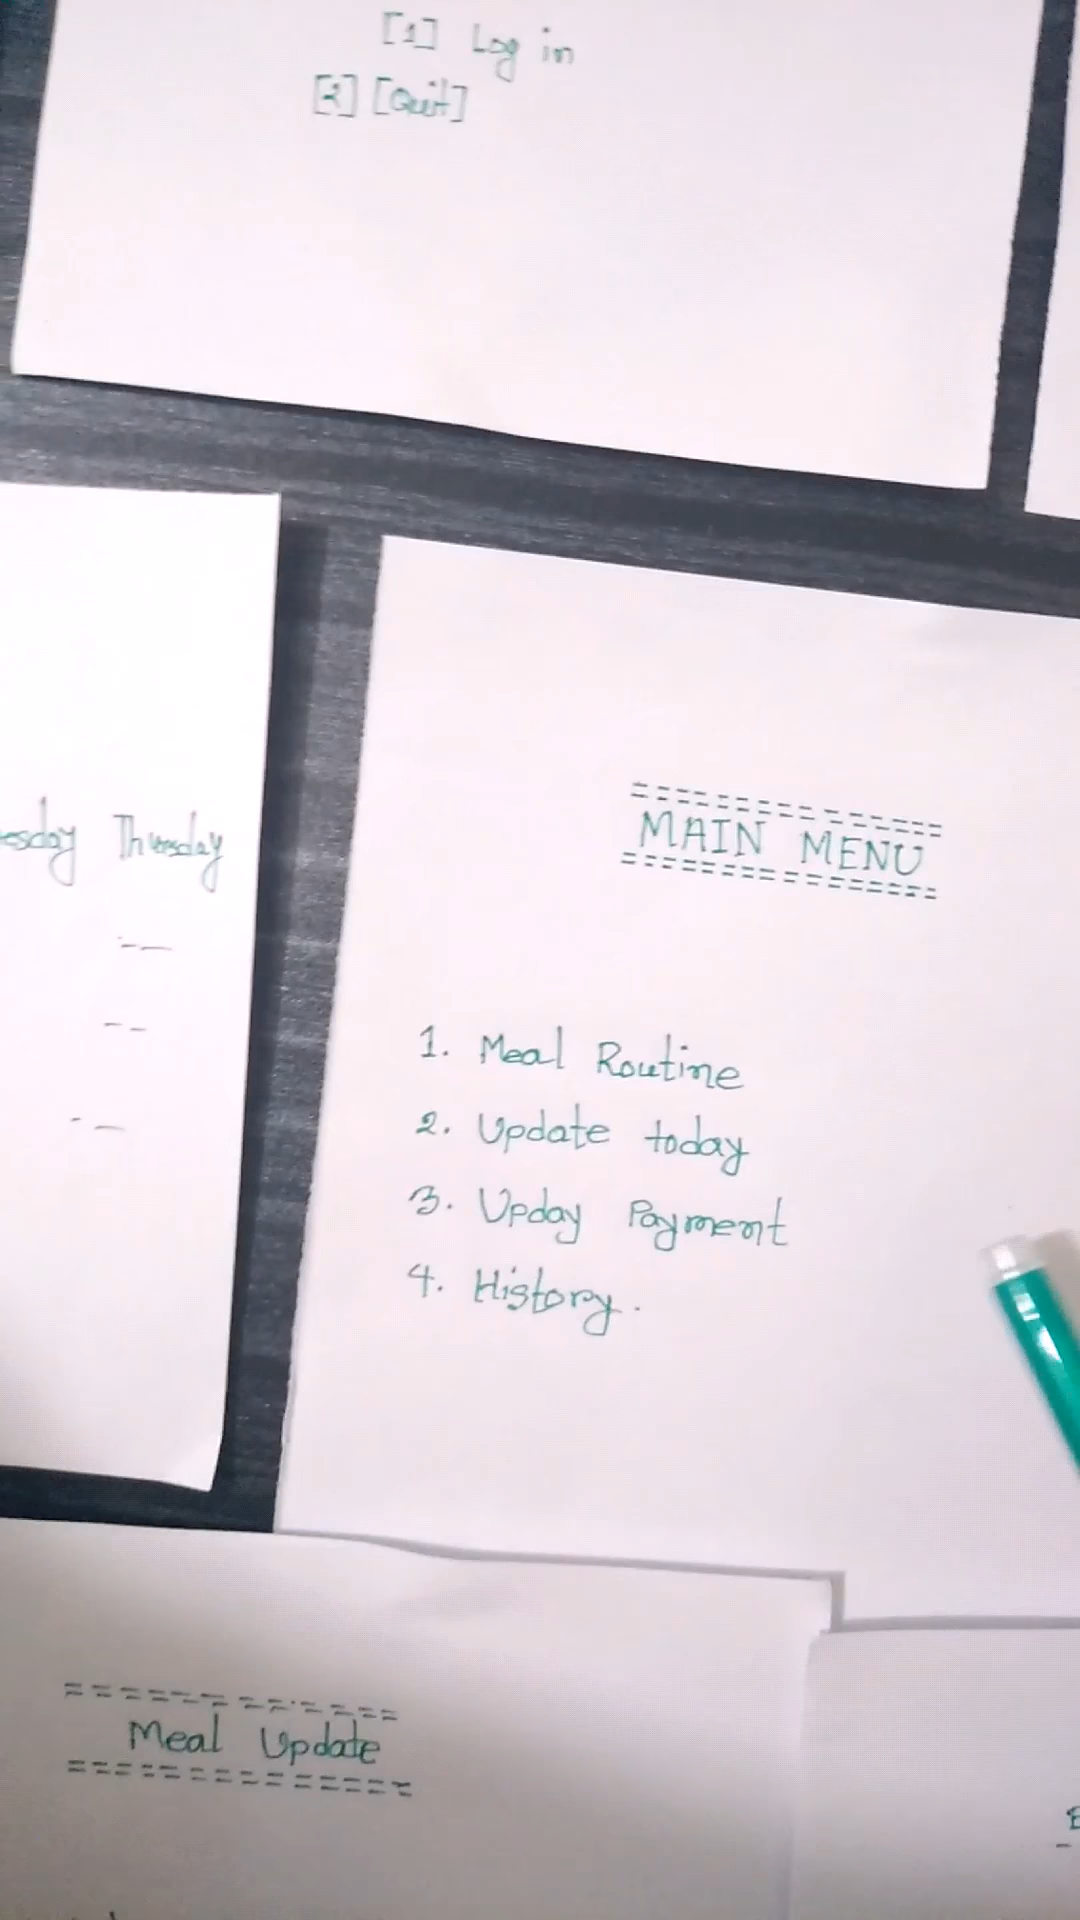 [1] Log in
[2] [Quit]
Thursday
-- --
-- --
-- --
===============
MAIN MENU
===============
1. Meal Routine
2. Update today
3. Upday Payment
4. History.
===============
Meal Update
===============